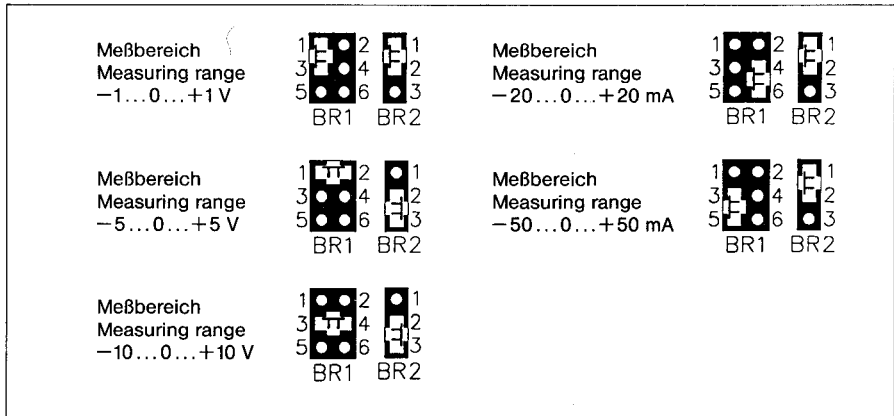 Meßbereich
Measuring range
−1...0...+1 V
1 2
3 4
5 6
BR1
1
2
3
BR2
Meßbereich
Measuring range
−20...0...+20 mA
1 2
3 4
5 6
BR1
1
2
3
BR2
Meßbereich
Measuring range
−5...0...+5 V
1 2
3 4
5 6
BR1
1
2
3
BR2
Meßbereich
Measuring range
−50...0...+50 mA
1 2
3 4
5 6
BR1
1
2
3
BR2
Meßbereich
Measuring range
−10...0...+10 V
1 2
3 4
5 6
BR1
1
2
3
BR2